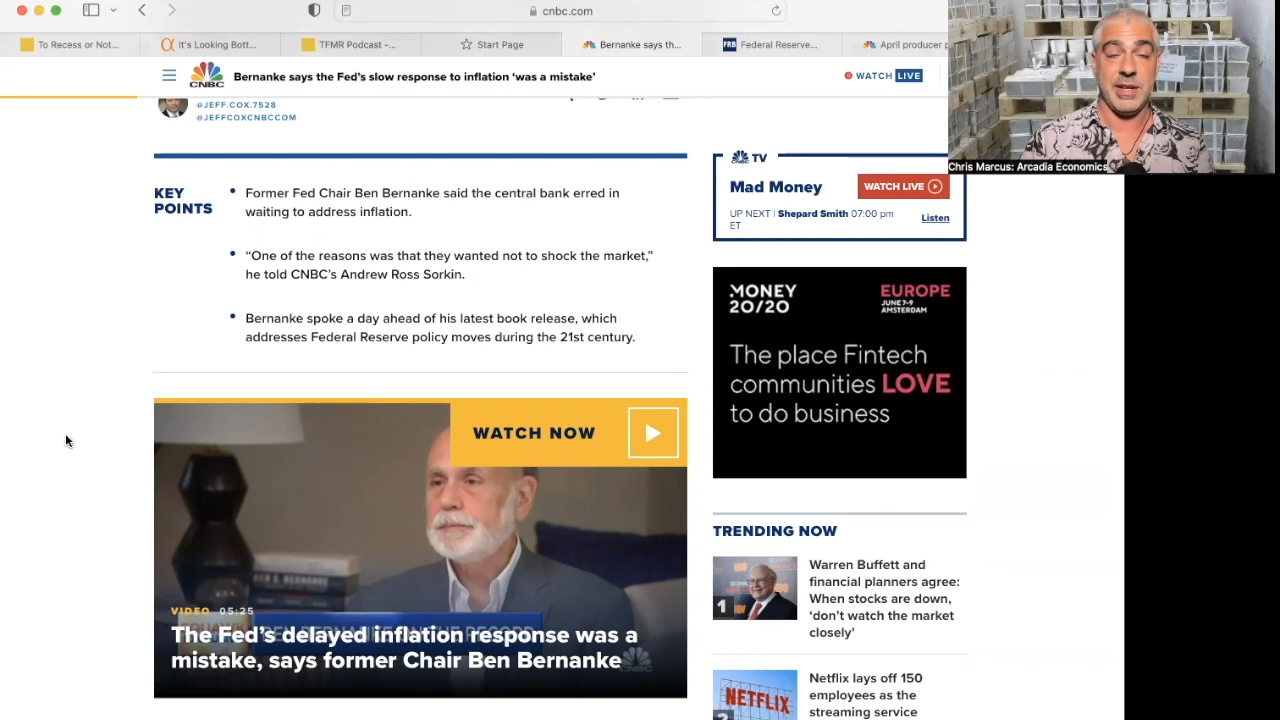 cnbc.com
To Recess or Not...
It's Looking Bott...
TFMR Podcast –...
Start Page
Bernanke says th...
FRB
Federal Reserve...
April producer p
CNBC
Bernanke says the Fed's slow response to inflation 'was a mistake'
WATCH LIVE
@JEFF.COX.7528
@JEFFCOXCNBCCOM
Chris Marcus: Arcadia Economics
KEY
POINTS
Former Fed Chair Ben Bernanke said the central bank erred in
waiting to address inflation.
“One of the reasons was that they wanted not to shock the market,”
he told CNBC's Andrew Ross Sorkin.
Bernanke spoke a day ahead of his latest book release, which
addresses Federal Reserve policy moves during the 21st century.
WATCH NOW
BEN S. BERNANKE
VIDEO 05:25
The Fed's delayed inflation response was a
mistake, says former Chair Ben Bernanke
CNBC
TV
Mad Money
WATCH LIVE
UP NEXT | Shepard Smith 07:00 pm
ET
Listen
MONEY
20/20
EUROPE
JUNE 7-9
AMSTERDAM
The place Fintech
communities LOVE
to do business
TRENDING NOW
1
Warren Buffett and
financial planners agree:
When stocks are down,
‘don't watch the market
closely’
NETFLIX
2
Netflix lays off 150
employees as the
streaming service